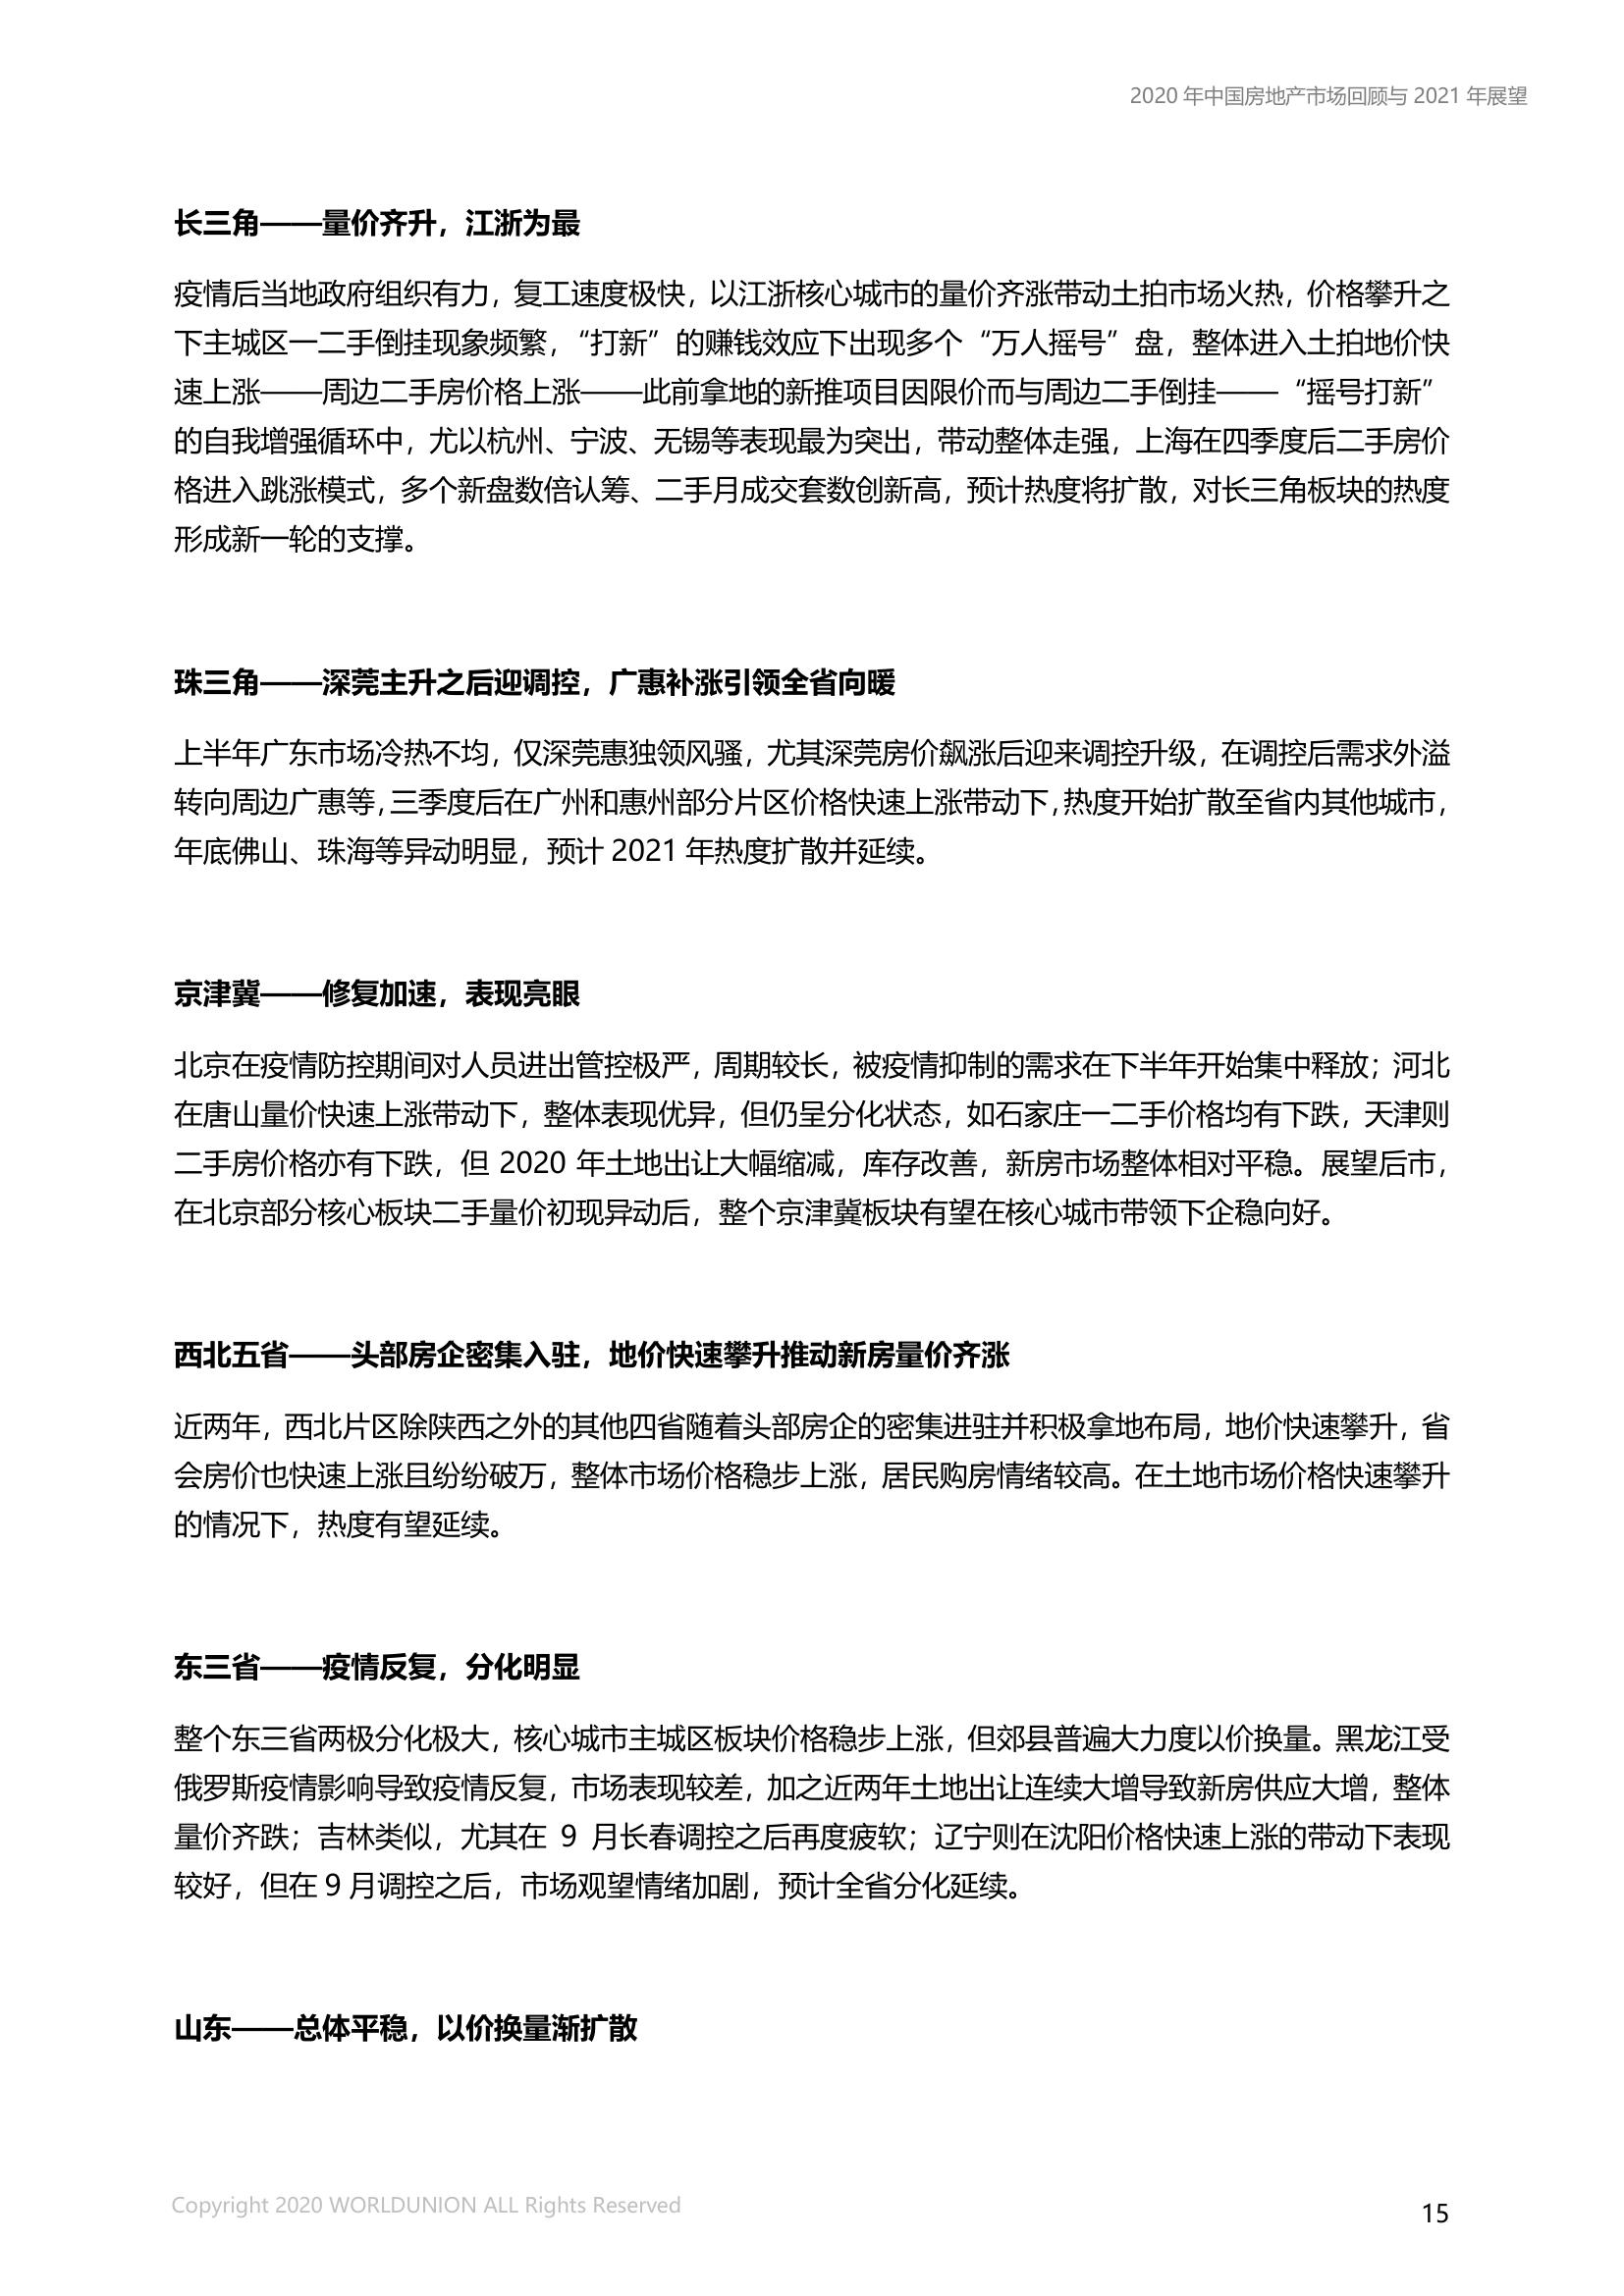 2020 年中国房地产市场回顾与 2021 年展望
长三角——量价齐升，江浙为最
疫情后当地政府组织有力，复工速度极快，以江浙核心城市的量价齐涨带动土拍市场火热，价格攀升之
下主城区一二手倒挂现象频繁，“打新”的赚钱效应下出现多个“万人摇号”盘，整体进入土拍地价快
速上涨——周边二手房价格上涨——此前拿地的新推项目因限价而与周边二手倒挂——“摇号打新”
的自我增强循环中，尤以杭州、宁波、无锡等表现最为突出，带动整体走强，上海在四季度后二手房价
格进入跳涨模式，多个新盘数倍认筹、二手月成交套数创新高，预计热度将扩散，对长三角板块的热度
形成新一轮的支撑。
珠三角——深莞主升之后迎调控，广惠补涨引领全省向暖
上半年广东市场冷热不均，仅深莞惠独领风骚，尤其深莞房价飙涨后迎来调控升级，在调控后需求外溢
转向周边广惠等，三季度后在广州和惠州部分片区价格快速上涨带动下，热度开始扩散至省内其他城市，
年底佛山、珠海等异动明显，预计 2021 年热度扩散并延续。
京津冀——修复加速，表现亮眼
北京在疫情防控期间对人员进出管控极严，周期较长，被疫情抑制的需求在下半年开始集中释放；河北
在唐山量价快速上涨带动下，整体表现优异，但仍呈分化状态，如石家庄一二手价格均有下跌，天津则
二手房价格亦有下跌，但 2020 年土地出让大幅缩减，库存改善，新房市场整体相对平稳。展望后市，
在北京部分核心板块二手量价初现异动后，整个京津冀板块有望在核心城市带领下企稳向好。
西北五省——头部房企密集入驻，地价快速攀升推动新房量价齐涨
近两年，西北片区除陕西之外的其他四省随着头部房企的密集进驻并积极拿地布局，地价快速攀升，省
会房价也快速上涨且纷纷破万，整体市场价格稳步上涨，居民购房情绪较高。在土地市场价格快速攀升
的情况下，热度有望延续。
东三省——疫情反复，分化明显
整个东三省两极分化极大，核心城市主城区板块价格稳步上涨，但郊县普遍大力度以价换量。黑龙江受
俄罗斯疫情影响导致疫情反复，市场表现较差，加之近两年土地出让连续大增导致新房供应大增，整体
量价齐跌；吉林类似，尤其在 9 月长春调控之后再度疲软；辽宁则在沈阳价格快速上涨的带动下表现
较好，但在 9 月调控之后，市场观望情绪加剧，预计全省分化延续。
山东——总体平稳，以价换量渐扩散
Copyright 2020 WORLDUNION ALL Rights Reserved
15